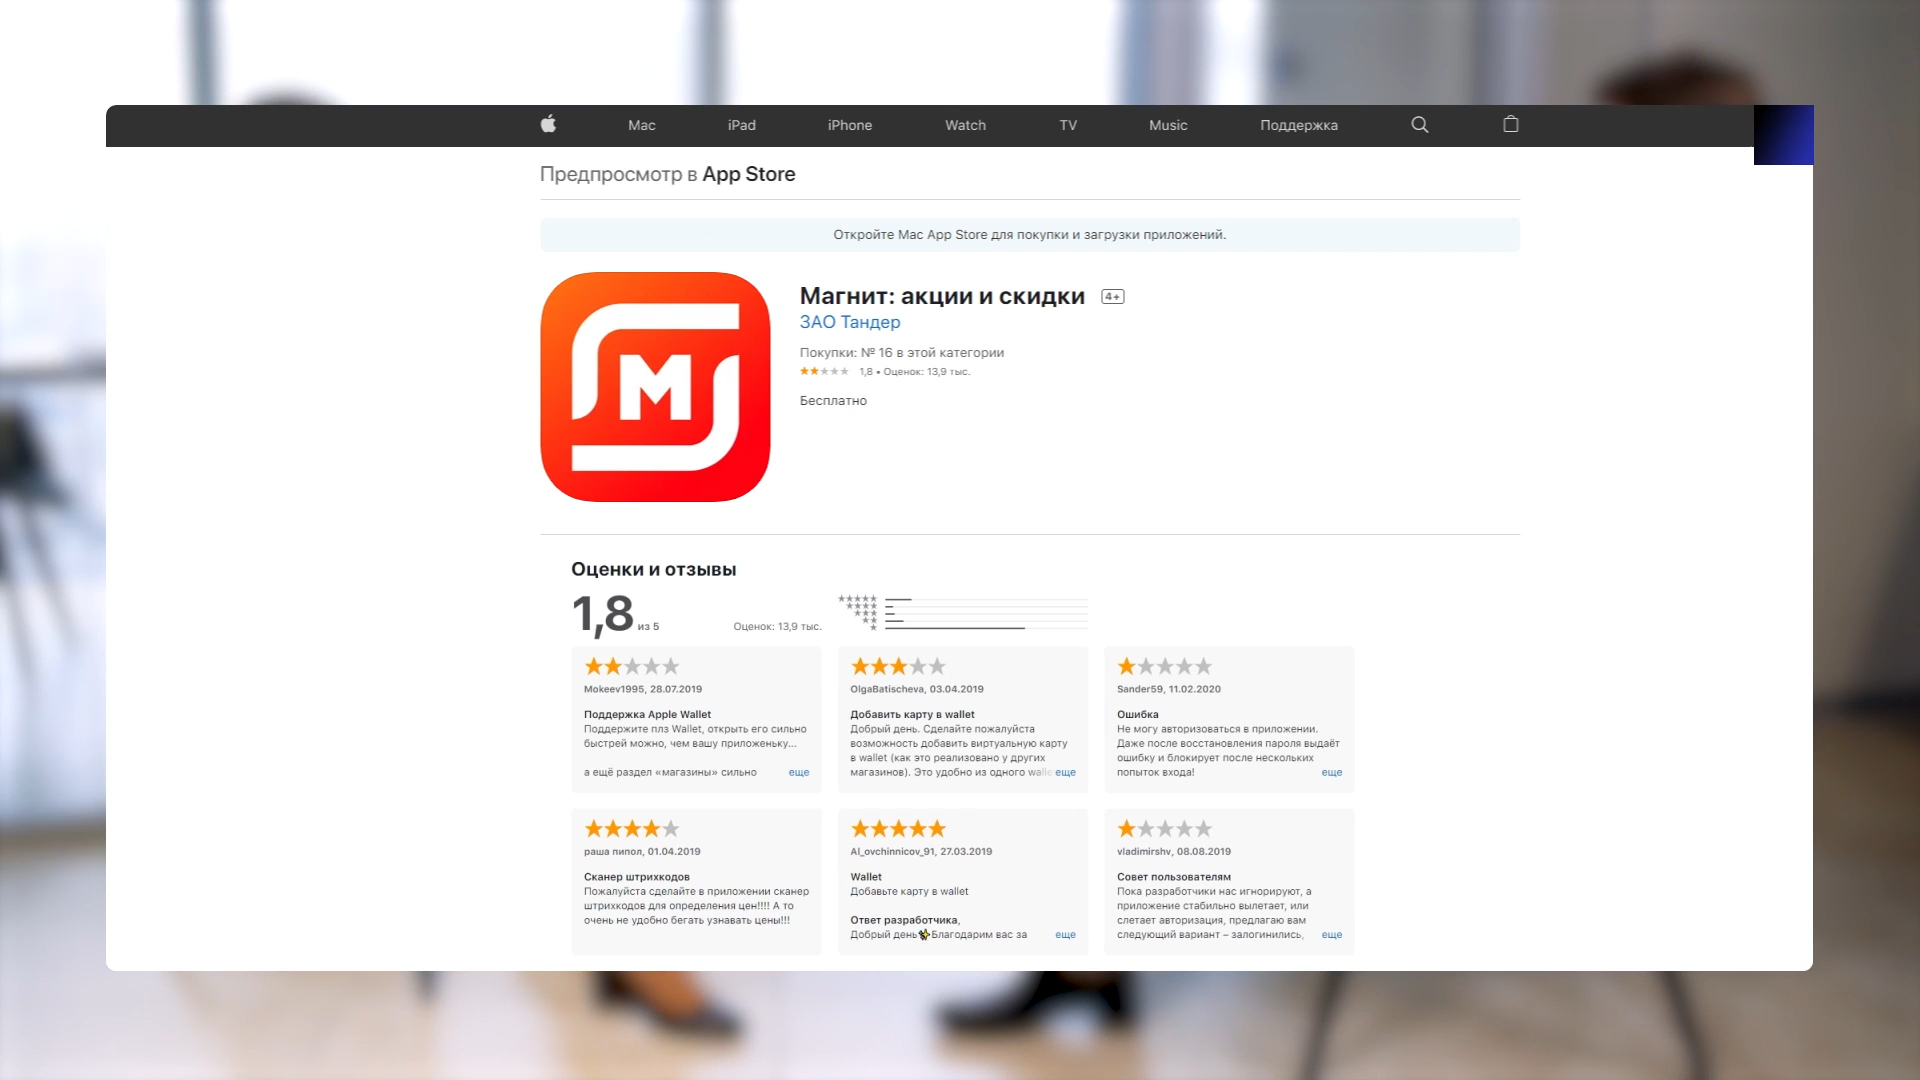 Mac iPad iPhone Watch TV Music Поддержка
Предпросмотр в App Store
Откройте Mac App Store для покупки и загрузки приложений.
М
Магнит: акции и скидки 4+
ЗАО Тандер
Покупки: № 16 в этой категории
1,8 • Оценок: 13,9 тыс.
Бесплатно
Оценки и отзывы
1,8 из 5
Оценок: 13,9 тыс.
Mokeev1995, 28.07.2019
Поддержка Apple Wallet
Поддержите плз Wallet, открыть его сильно
быстрей можно, чем вашу приложеньку...
а ещё раздел «магазины» сильно еще
OlgaBatischeva, 03.04.2019
Добавить карту в wallet
Добрый день. Сделайте пожалуйста
возможность добавить виртуальную карту
в wallet (как это реализовано у других
магазинов). Это удобно из одного walle еще
Sander59, 11.02.2020
Ошибка
Не могу авторизоваться в приложении.
Даже после восстановления пароля выдаёт
ошибку и блокирует после нескольких
попыток входа! еще
раша пипол, 01.04.2019
Сканер штрихкодов
Пожалуйста сделайте в приложении сканер
штрихкодов для определения цен!!!! А то
очень не удобно бегать узнавать цены!!!
Al_ovchinnicov_91, 27.03.2019
Wallet
Добавьте карту в wallet
Ответ разработчика,
Добрый день✨Благодарим вас за еще
vladimirshv, 08.08.2019
Совет пользователям
Пока разработчики нас игнорируют, а
приложение стабильно вылетает, или
слетает авторизация, предлагаю вам
следующий вариант – залогинились, еще